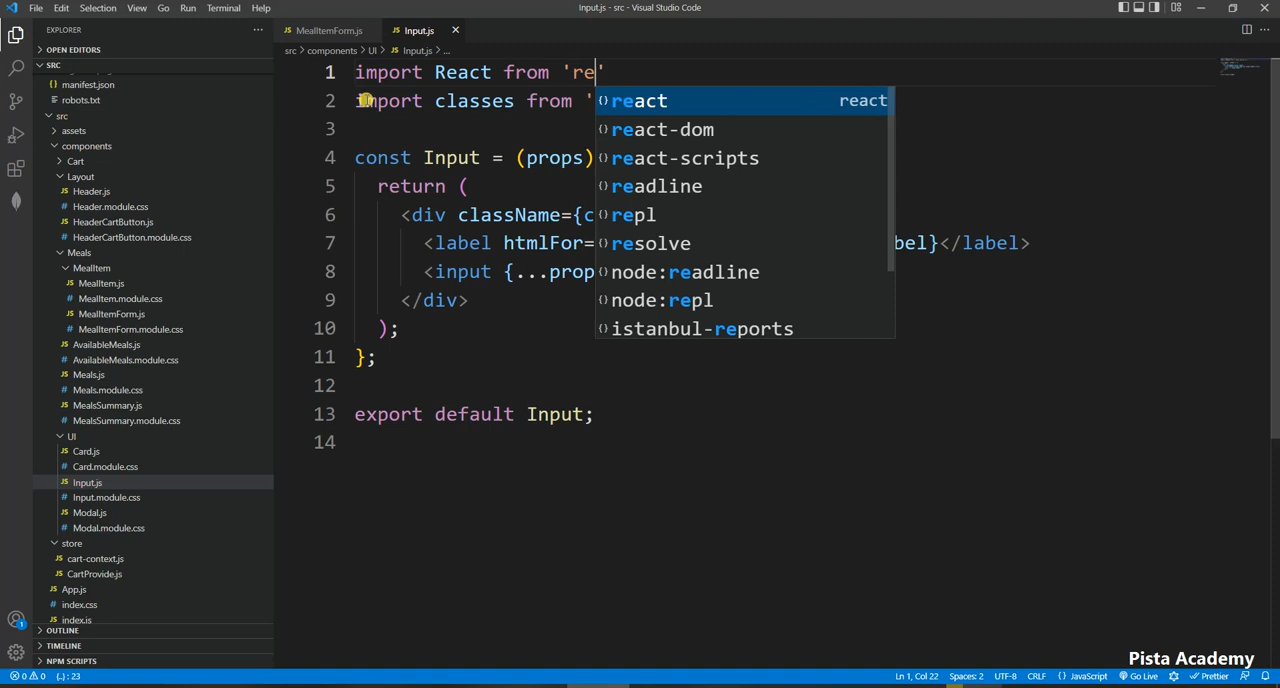 File Edit Selection View Go Run Terminal Help
Input.js - src - Visual Studio Code
EXPLORER
OPEN EDITORS
SRC
manifest.json
robots.txt
src
assets
components
Cart
Layout
Header.js
Header.module.css
HeaderCartButton.js
HeaderCartButton.module.css
Meals
MealItem
MealItem.js
MealItem.module.css
MealItemForm.js
MealItemForm.module.css
AvailableMeals.js
AvailableMeals.module.css
Meals.js
Meals.module.css
MealsSummary.js
MealsSummary.module.css
UI
Card.js
Card.module.css
Input.js
Input.module.css
Modal.js
Modal.module.css
store
cart-context.js
CartProvide.js
App.js
index.css
index.js
OUTLINE
TIMELINE
NPM SCRIPTS
JS MealItemForm.js JS Input.js
src > components > UI > JS Input.js > ...
1 import React from 're'
2 import classes from '
3
4 const Input = (props)
5 return (
6 <div className={c
7 <label htmlFor= bel}</label>
8 <input {...prop
9 </div>
10 );
11 };
12
13 export default Input;
14
react react
react-dom
react-scripts
readline
repl
resolve
node:readline
node:repl
istanbul-reports
Pista Academy
1
0 0 {..} : 23
Ln 1, Col 22 Spaces: 2 UTF-8 CRLF {} JavaScript Go Live Prettier